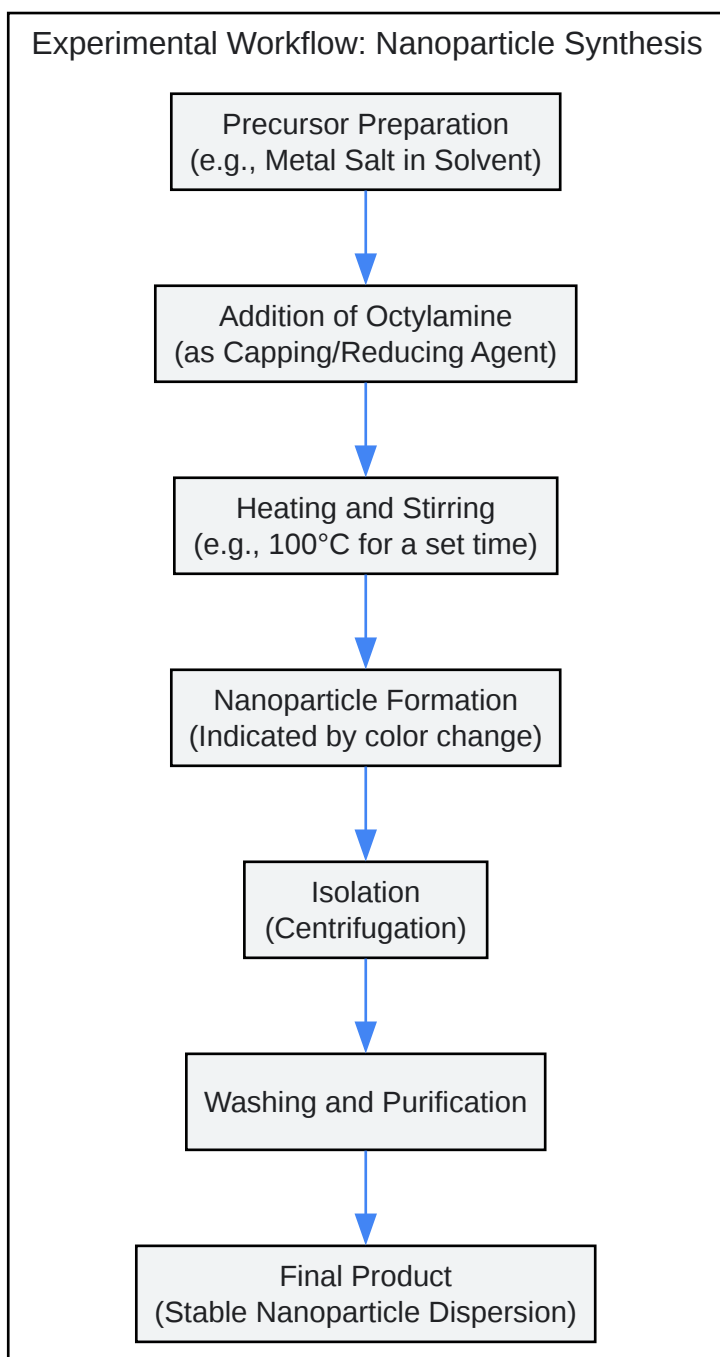 Experimental Workflow: Nanoparticle Synthesis
Precursor Preparation
(e.g., Metal Salt in Solvent)
Addition of Octylamine
(as Capping/Reducing Agent)
Heating and Stirring
(e.g., 100°C for a set time)
Nanoparticle Formation
(Indicated by color change)
Isolation
(Centrifugation)
Washing and Purification
Final Product
(Stable Nanoparticle Dispersion)